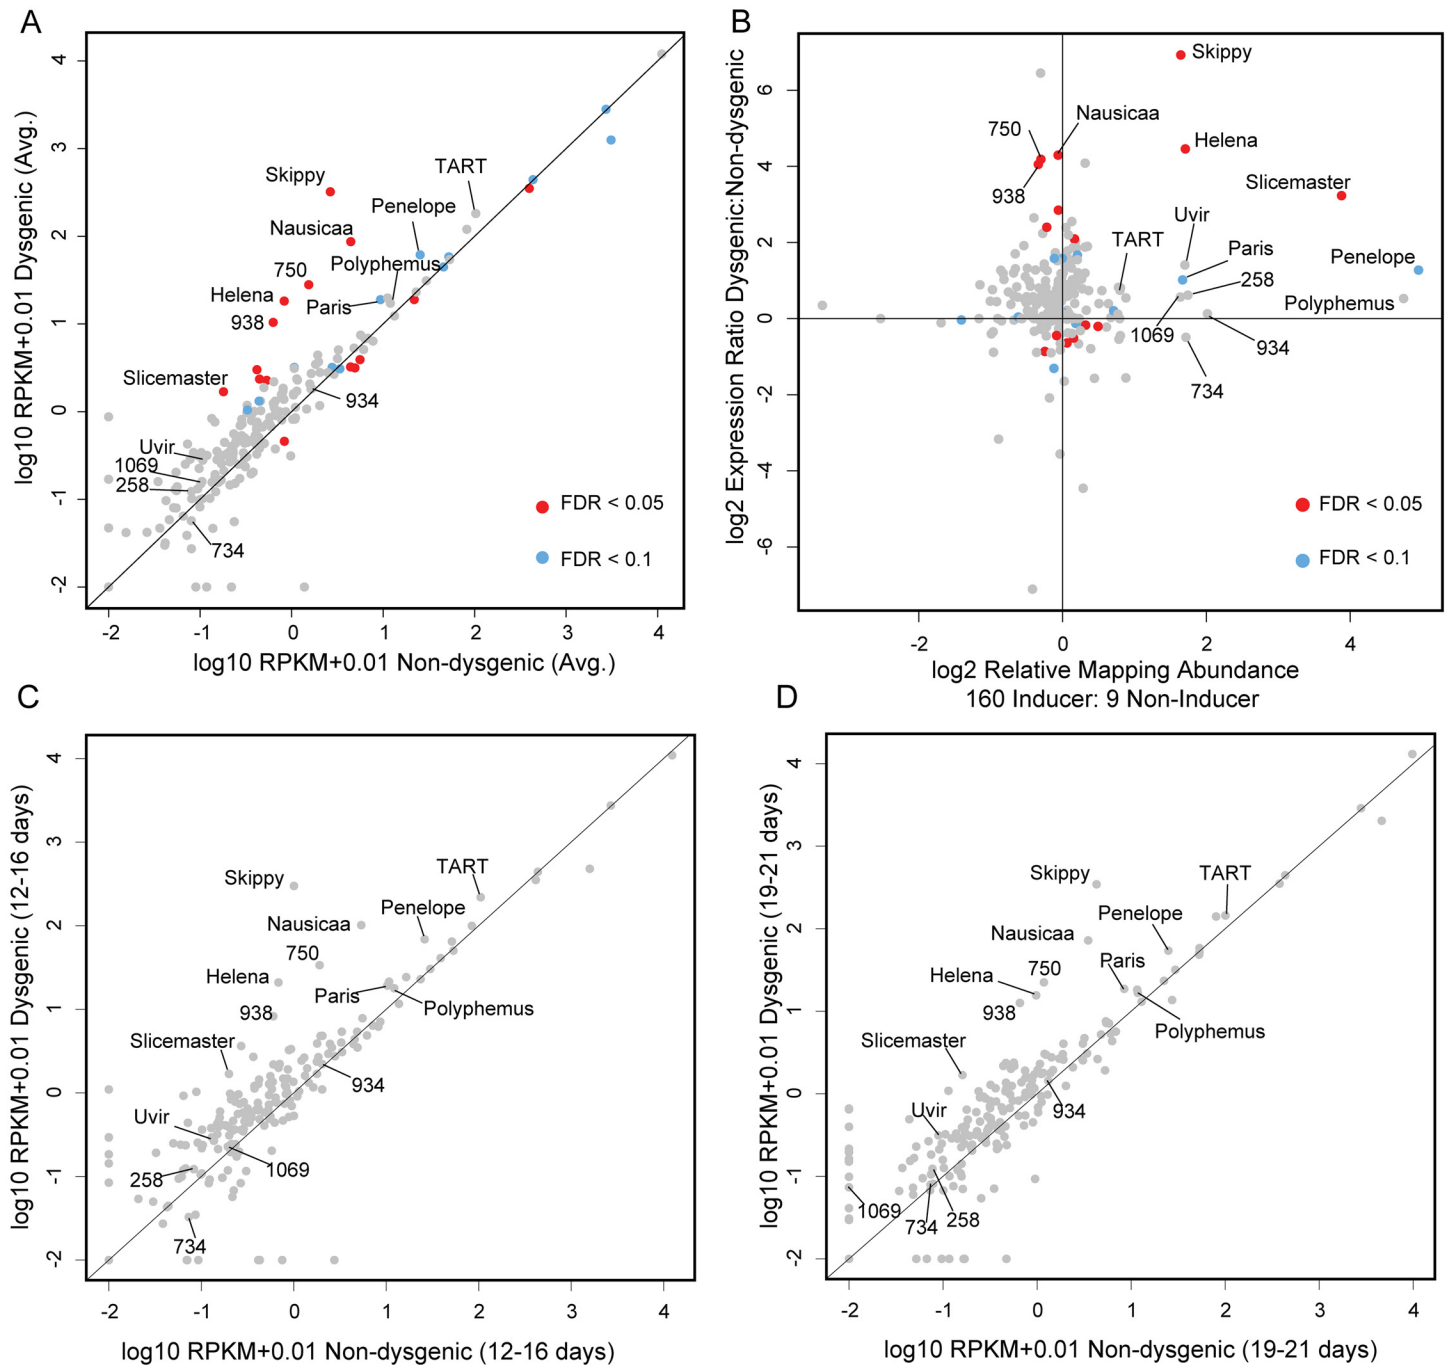 A
log10 RPKM+0.01 Dysgenic (Avg.)
4
3
2
1
0
-1
-2
Skippy
TART
Penelope
Nausicaa
Polyphemus
750
Helena
Paris
938
Slicemaster
934
Uvir
1069
258
734
FDR < 0.05
FDR < 0.1
-2 -1 0 1 2 3 4
log10 RPKM+0.01 Non-dysgenic (Avg.)
B
log2 Expression Ratio Dysgenic:Non-dysgenic
6
4
2
0
-2
-4
-6
Skippy
Nausicaa
750
Helena
938
Slicemaster
Uvir
TART
Paris
Penelope
258
Polyphemus
1069
934
734
FDR < 0.05
FDR < 0.1
-2 0 2 4
log2 Relative Mapping Abundance
160 Inducer: 9 Non-Inducer
C
log10 RPKM+0.01 Dysgenic (12-16 days)
4
3
2
1
0
-1
-2
TART
Skippy
Penelope
Nausicaa
750
Helena
Paris
Polyphemus
938
Slicemaster
934
Uvir
1069
258
734
-2 -1 0 1 2 3 4
log10 RPKM+0.01 Non-dysgenic (12-16 days)
D
log10 RPKM+0.01 Dysgenic (19-21 days)
4
3
2
1
0
-1
-2
Skippy
TART
Penelope
Nausicaa
Paris
750
Helena
938
Polyphemus
Slicemaster
Uvir
934
1069
258
734
-2 -1 0 1 2 3 4
log10 RPKM+0.01 Non-dysgenic (19-21 days)